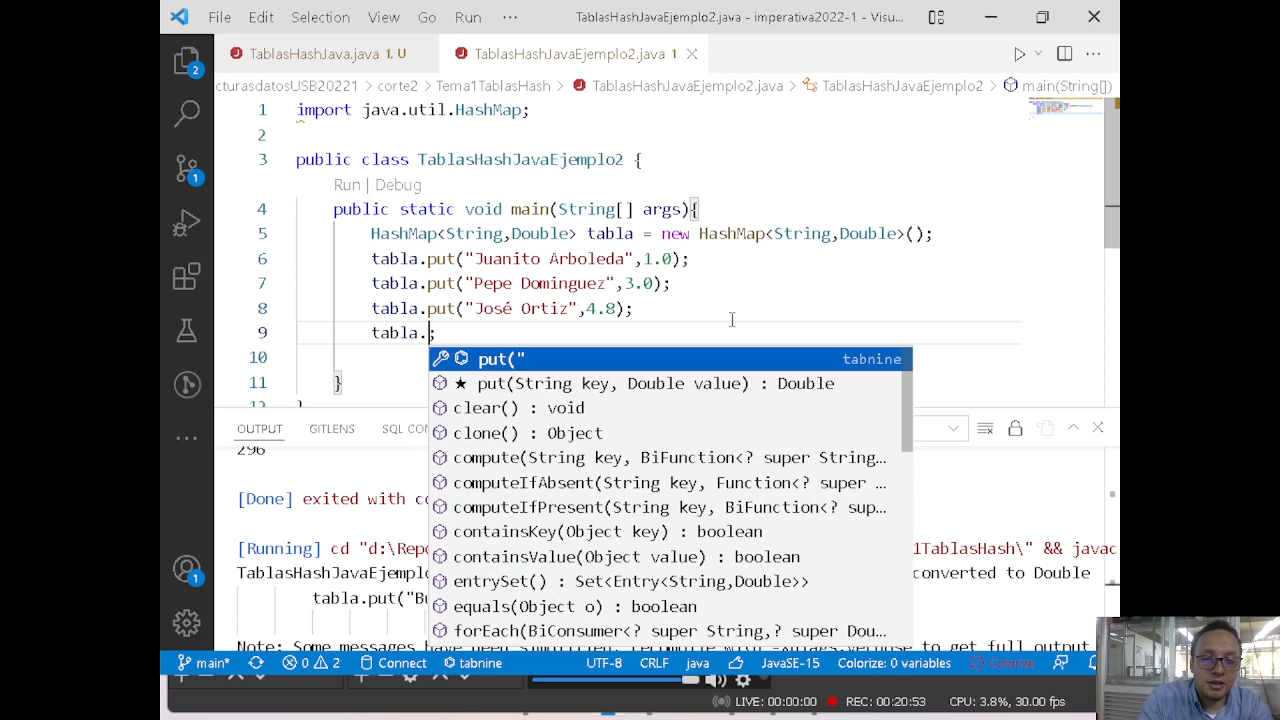 File Edit Selection View Go Run ··· TablasHashJavaEjemplo2.java - imperativa2022-1 - Visu...
TablasHashJava.java 1, U TablasHashJavaEjemplo2.java 1
cturasdatosUSB20221 > corte2 > Tema1TablasHash > TablasHashJavaEjemplo2.java > TablasHashJavaEjemplo2 > main(String[])
1 import java.util.HashMap;
2
3 public class TablasHashJavaEjemplo2 {
Run | Debug
4 public static void main(String[] args){
5 HashMap<String,Double> tabla = new HashMap<String,Double>();
6 tabla.put("Juanito Arboleda",1.0);
7 tabla.put("Pepe Dominguez",3.0);
8 tabla.put("José Ortiz",4.8);
9 tabla.;
put(" tabnine
10
★ put(String key, Double value) : Double
11 }
clear() : void
OUTPUT GITLENS SQL CON
clone() : Object
296
compute(String key, BiFunction<? super String...
computeIfAbsent(String key, Function<? super ...
[Done] exited with co
computeIfPresent(String key, BiFunction<? sup...
containsKey(Object key) : boolean
[Running] cd "d:\Repo 1TablasHash\" && javac
containsValue(Object value) : boolean
TablasHashJavaEjemplo converted to Double
entrySet() : Set<Entry<String,Double>>
tabla.put("Bu
equals(Object o) : boolean
forEach(BiConsumer<? super String,? super Dou...
main* 0 2 Connect tabnine UTF-8 CRLF java JavaSE-15 Colorize: 0 variables Colorize
LIVE: 00:00:00 REC: 00:20:53 CPU: 3.8%, 30.00 fps
2
1
1